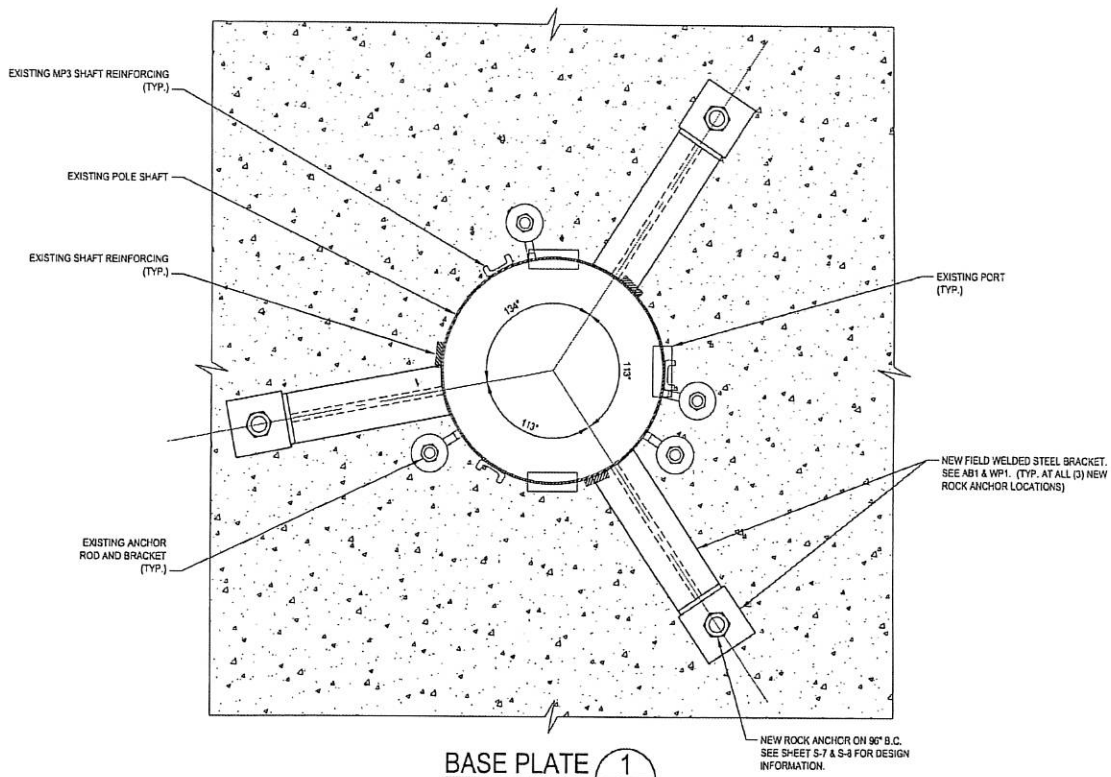 EXISTING MP3 SHAFT REINFORCING
(TYP.)
EXISTING POLE SHAFT
EXISTING SHAFT REINFORCING
(TYP.)
EXISTING PORT
(TYP.)
134°
113°
113°
NEW FIELD WELDED STEEL BRACKET.
SEE AB1 & WP1. (TYP. AT ALL (3) NEW
ROCK ANCHOR LOCATIONS)
EXISTING ANCHOR
ROD AND BRACKET
(TYP.)
NEW ROCK ANCHOR ON 96" B.C.
SEE SHEET S-7 & S-8 FOR DESIGN
INFORMATION.
BASE PLATE 1